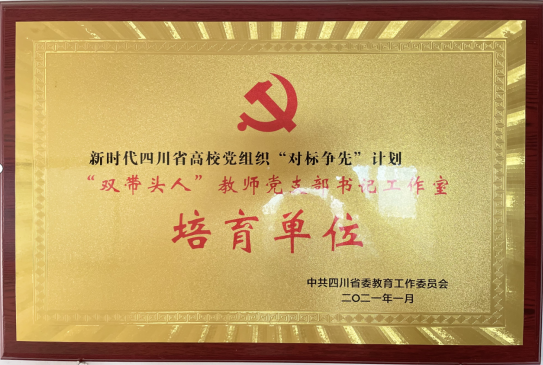 新时代四川省高校党组织“对标争先”计划
“双带头人”教师党支部书记工作室
培育单位
中共四川省委教育工作委员会
二〇二一年一月